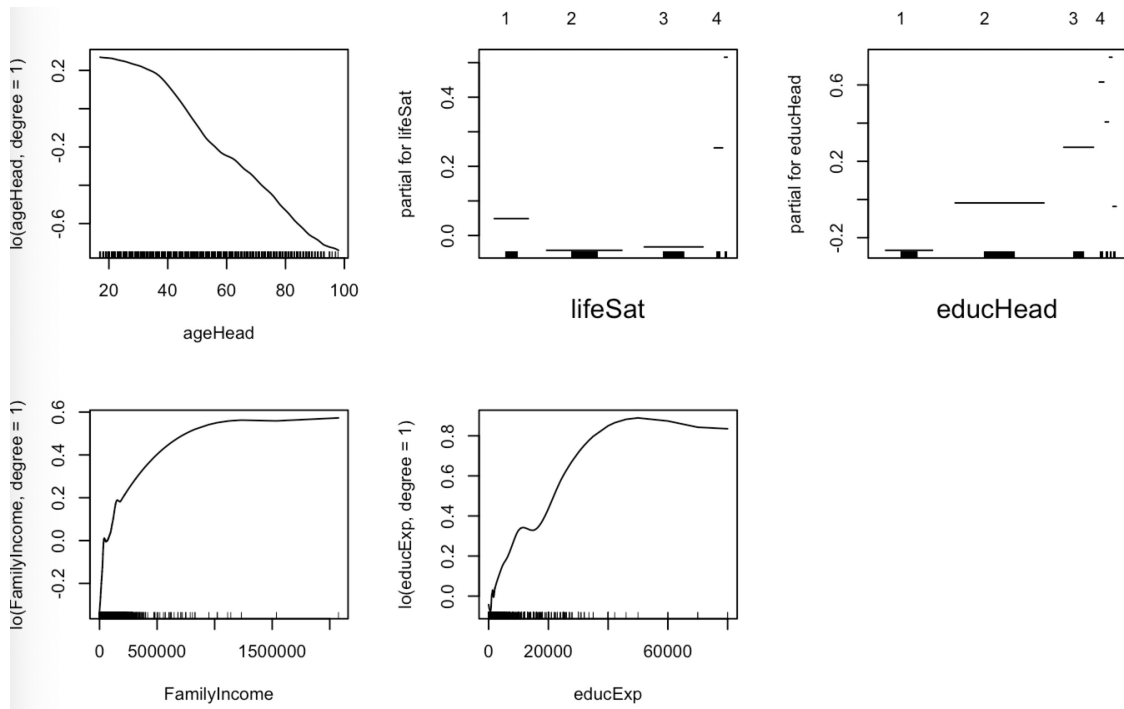 lo(ageHead, degree = 1)
0.2
-0.2
-0.6
20 40 60 80 100
ageHead
1 2 3 4
partial for lifeSat
0.4
0.2
0.0
lifeSat
1 2 3 4
partial for educHead
0.6
0.2
-0.2
educHead
lo(FamilyIncome, degree = 1)
0.6
0.4
0.2
0.0
-0.2
0 500000 1500000
FamilyIncome
lo(educExp, degree = 1)
0.8
0.6
0.4
0.2
0.0
0 20000 60000
educExp